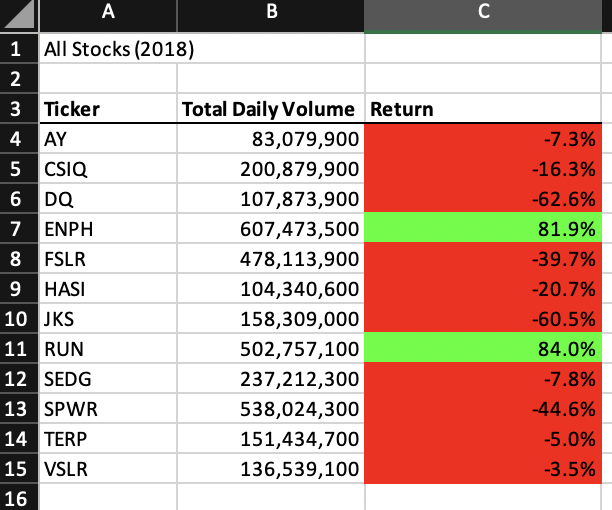 A B C
1 All Stocks (2018)
2
3 Ticker Total Daily Volume Return
4 AY 83,079,900 -7.3%
5 CSIQ 200,879,900 -16.3%
6 DQ 107,873,900 -62.6%
7 ENPH 607,473,500 81.9%
8 FSLR 478,113,900 -39.7%
9 HASI 104,340,600 -20.7%
10 JKS 158,309,000 -60.5%
11 RUN 502,757,100 84.0%
12 SEDG 237,212,300 -7.8%
13 SPWR 538,024,300 -44.6%
14 TERP 151,434,700 -5.0%
15 VSLR 136,539,100 -3.5%
16